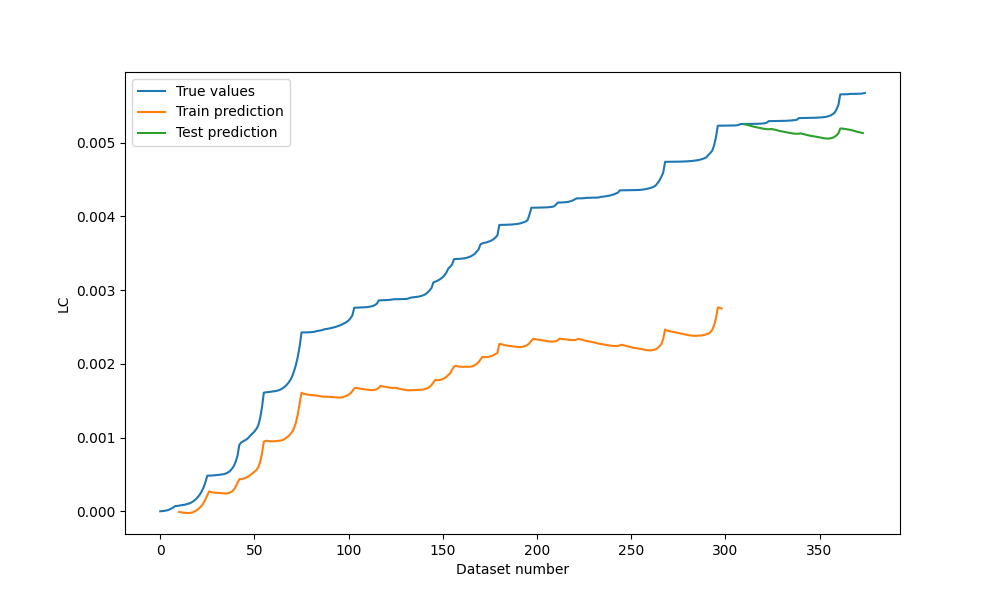 True values
Train prediction
Test prediction
0.005
0.004
0.003
0.002
0.001
0.000
LC
0 50 100 150 200 250 300 350
Dataset number